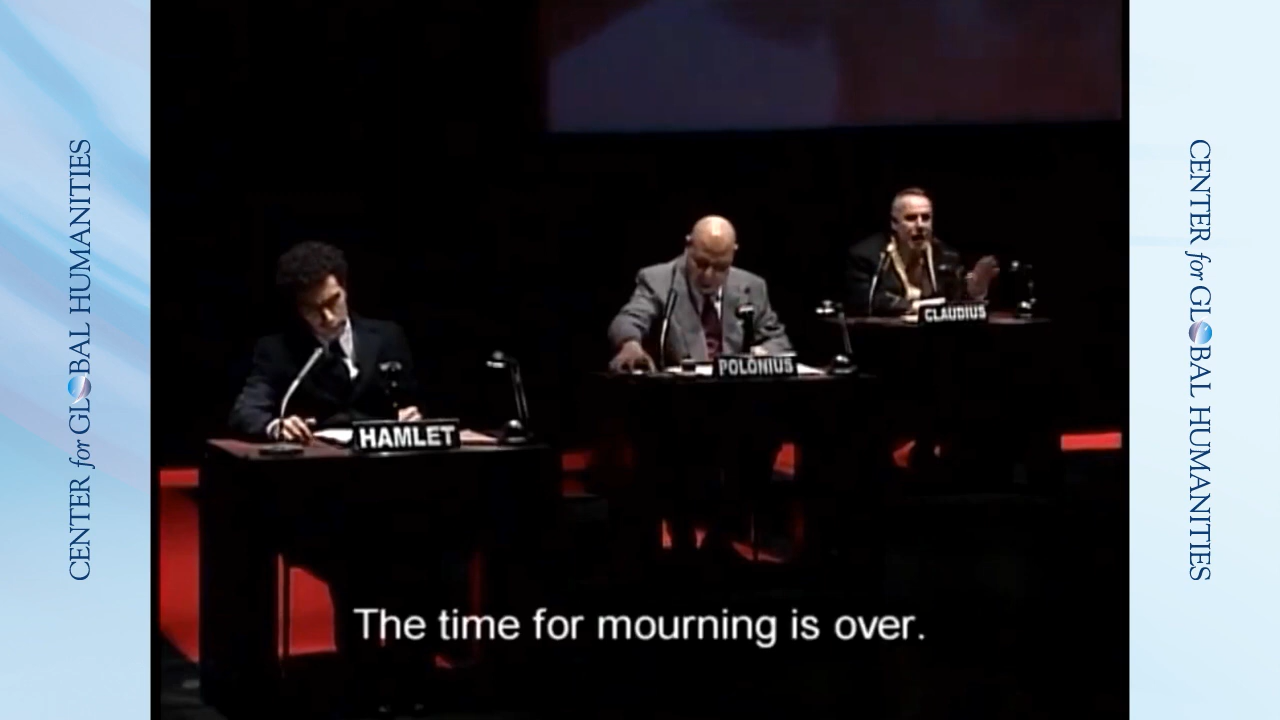 CENTER for GLOBAL HUMANITIES
HAMLET
POLONIUS
CLAUDIUS
The time for mourning is over.
CENTER for GLOBAL HUMANITIES